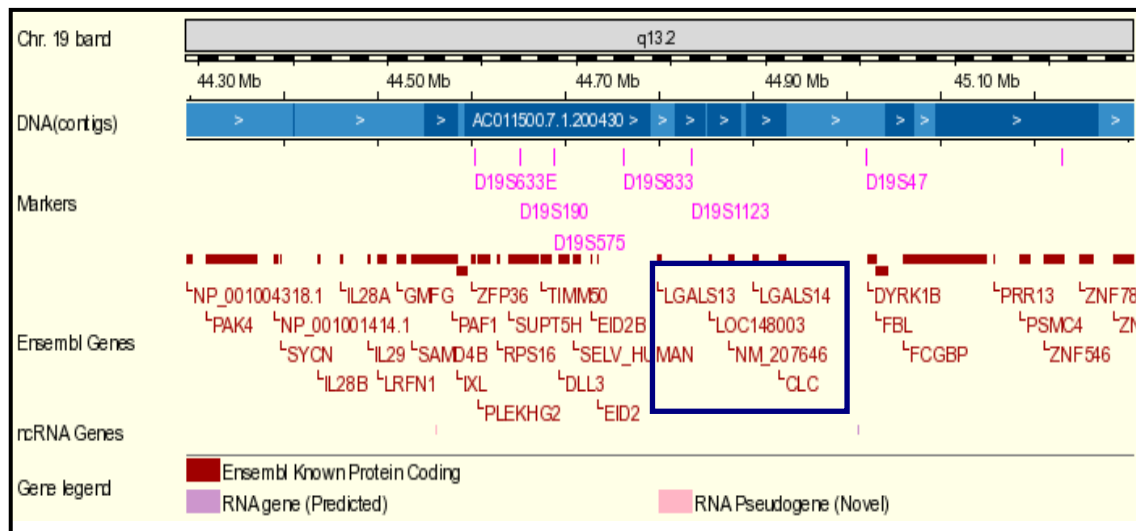 Chr. 19 band q13.2
44.30 Mb 44.50 Mb 44.70 Mb 44.90 Mb 45.10 Mb
DNA(contigs) > > > AC011500.7.1.200430 > > > > > > > > > >
D19S633E D19S833 D19S47
Markers D19S190 D19S1123
D19S575
NP_001004318.1 IL28A GMFG ZFP36 TIMM50 LGALS13 LGALS14 DYRK1B PRR13 ZNF78
PAK4 NP_001001414.1 PAF1 SUPT5H EID2B LOC148003 FBL PSMC4 ZN
Ensembl Genes SYCN IL29 SAMD4B RPS16 SELV_HUMAN NM_207646 FCGBP ZNF546
IL28B LRFN1 IXL DLL3 CLC
PLEKHG2 EID2
ncRNA Genes
Ensembl Known Protein Coding
Gene legend
RNA gene (Predicted) RNA Pseudogene (Novel)